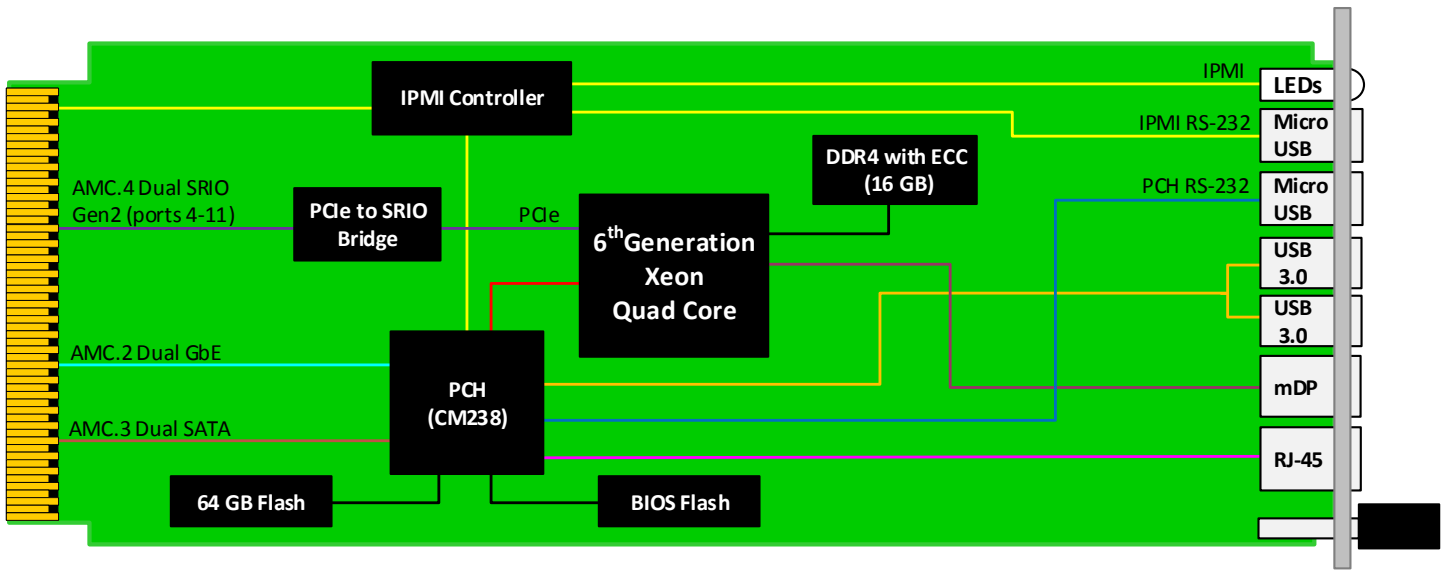 IPMI
LEDs
IPMI Controller
IPMI RS-232
Micro
USB
DDR4 with ECC
(16 GB)
AMC.4 Dual SRIO
Gen2 (ports 4-11)
PCIe to SRIO
Bridge
PCIe
6th Generation
Xeon
Quad Core
PCH RS-232
Micro
USB
USB
3.0
USB
3.0
AMC.2 Dual GbE
PCH
(CM238)
mDP
AMC.3 Dual SATA
RJ-45
64 GB Flash
BIOS Flash